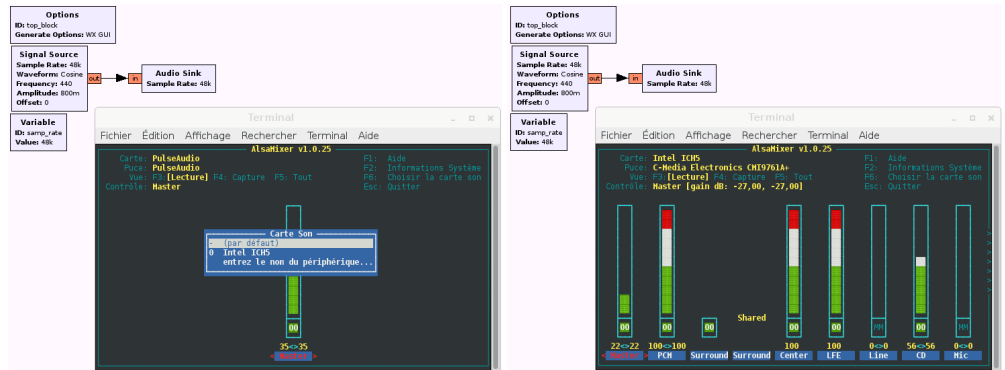 Options
ID: top_block
Generate Options: WX GUI
Signal Source
Sample Rate: 48k
Waveform: Cosine
Frequency: 440
Amplitude: 800m
Offset: 0
out
in
Audio Sink
Sample Rate: 48k
Variable
ID: samp_rate
Value: 48k
Terminal
Fichier Édition Affichage Rechercher Terminal Aide
AlsaMixer v1.0.25
Carte: PulseAudio F1: Aide
Puce: PulseAudio F2: Informations Système
Vue: F3:[Lecture] F4: Capture F5: Tout F6: Choisir la carte son
Contrôle: Master Esc: Quitter
Carte Son
- (par défaut)
0 Intel ICH5
entrez le nom du périphérique...
00
35<>35
< Master >
Options
ID: top_block
Generate Options: WX GUI
Signal Source
Sample Rate: 48k
Waveform: Cosine
Frequency: 440
Amplitude: 800m
Offset: 0
out
in
Audio Sink
Sample Rate: 48k
Variable
ID: samp_rate
Value: 48k
Terminal
Fichier Édition Affichage Rechercher Terminal Aide
AlsaMixer v1.0.25
Carte: Intel ICH5 F1: Aide
Puce: C-Media Electronics CMI9761A+ F2: Informations Système
Vue: F3:[Lecture] F4: Capture F5: Tout F6: Choisir la carte son
Contrôle: Master [gain dB: -27,00, -27,00] Esc: Quitter
Shared
00 00 00 00 00 00 MM 00 MM
22<>22 100<>100 100 100 0<>0 56<>56 0<>0
< Master > PCM Surround Surround Center LFE Line CD Mic